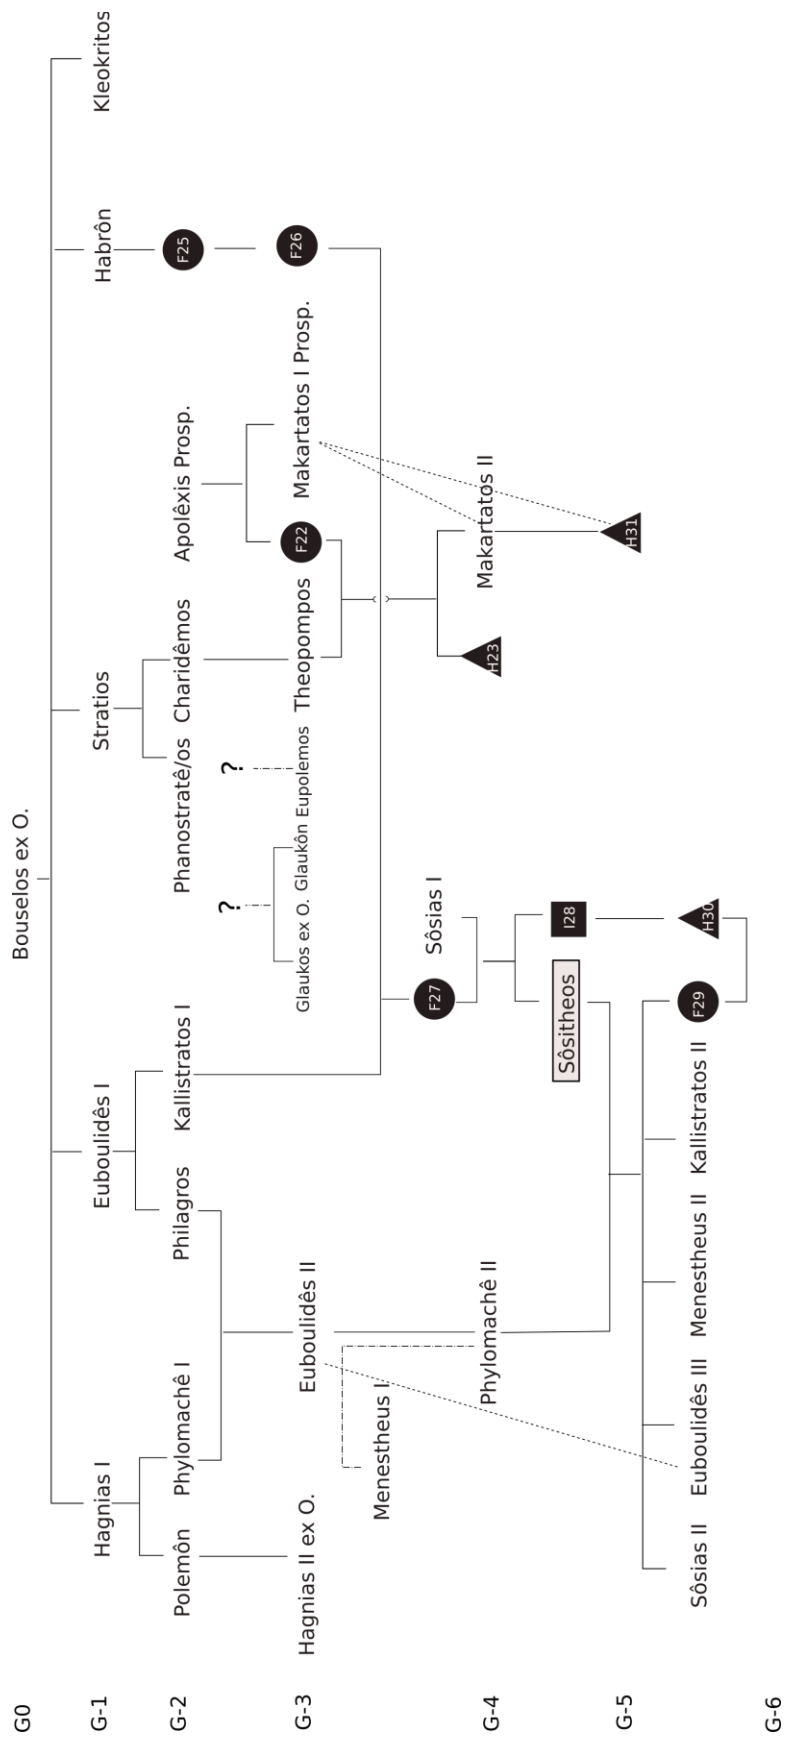 G0
Bouselos ex O.
G-1
Hagnias I
Euboulidês I
Stratios
Habrôn
Kleokritos
G-2
Polemôn
Phylomachê I
Philagros
Kallistratos I
Phanostratê/os
Charidêmos
Apolêxis Prosp.
F25
?
?
G-3
Hagnias II ex O.
Euboulidês II
Glaukos ex O.
Glaukôn
Eupolemos
Theopompos
F22
Makartatos I Prosp.
F26
Menestheus I
F27
Sôsias I
G-4
Phylomachê II
H23
Makartatos II
Sôsitheos
I28
G-5
H31
Sôsias II
Euboulidês III
Menestheus II
Kallistratos II
F29
H30
G-6